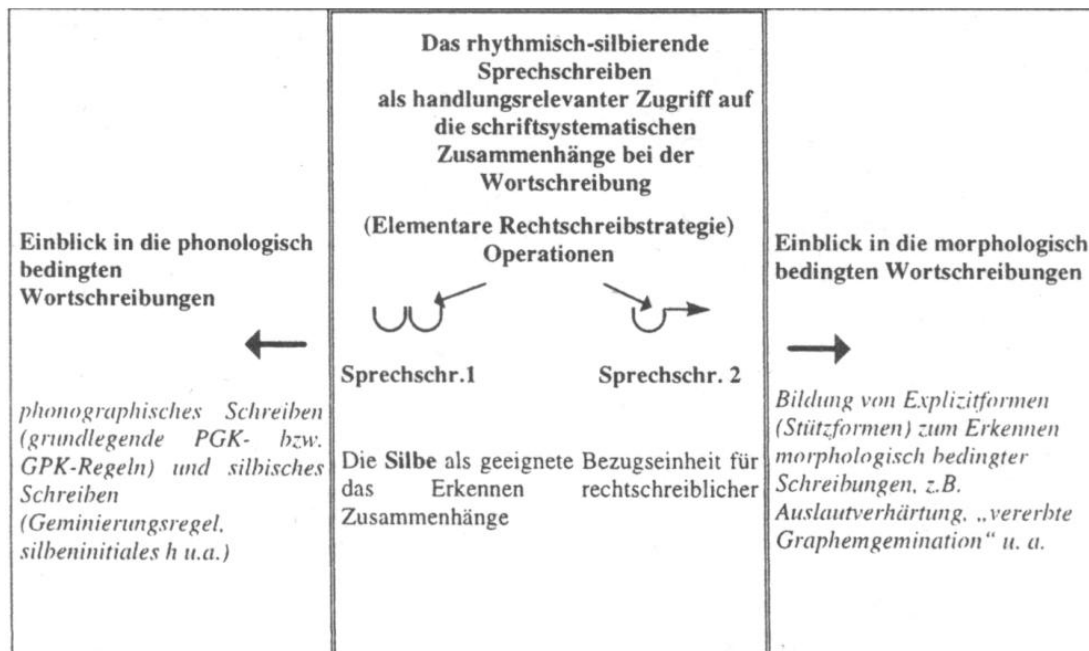 Das rhythmisch-silbierende
Sprechschreiben
als handlungsrelevanter Zugriff auf
die schriftsystematischen
Zusammenhänge bei der
Wortschreibung
(Elementare Rechtschreibstrategie)
Operationen
Sprechschr.1
Sprechschr. 2
Die Silbe als geeignete Bezugseinheit für
das Erkennen rechtschreiblicher
Zusammenhänge
Einblick in die phonologisch
bedingten
Wortschreibungen
phonographisches Schreiben
(grundlegende PGK- bzw.
GPK-Regeln) und silbisches
Schreiben
(Geminierungsregel,
silbeninitiales h u.a.)
Einblick in die morphologisch
bedingten Wortschreibungen
Bildung von Explizitformen
(Stützformen) zum Erkennen
morphologisch bedingter
Schreibungen, z.B.
Auslautverhärtung, „vererbte
Graphemgemination“ u. a.